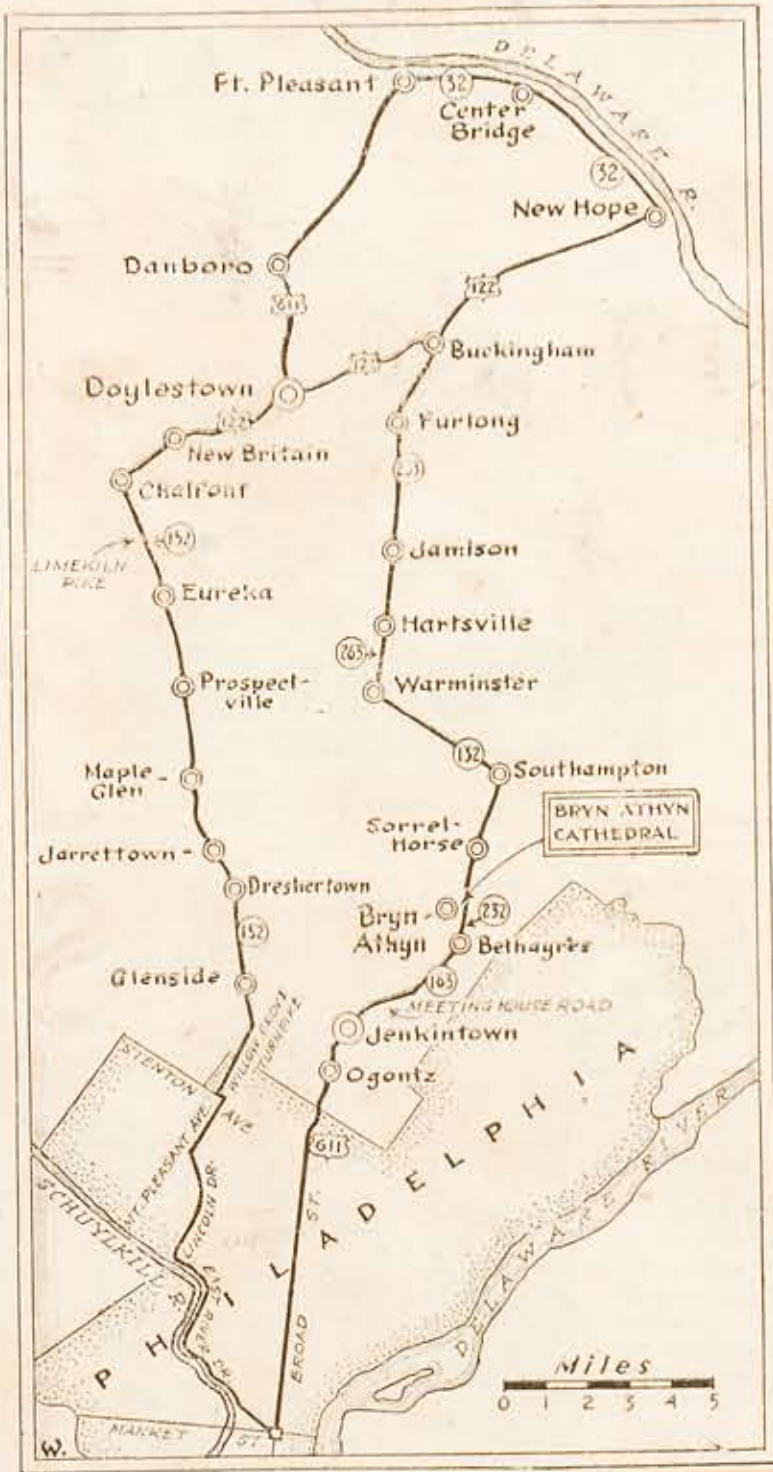 DELAWARE R.
Ft. Pleasant
32
Center
Bridge
32
New Hope
Danboro
611
122
Buckingham
Doylestown
122
Furlong
New Britain
Chalfont
LIMEKILN
PIKE
152
Jamison
Eureka
Hartsville
263
Prospect-
ville
Warminster
132
Southampton
Maple-
Glen
BRYN ATHYN
CATHEDRAL
Sorrel-
Horse
Jarrettown-
Dreshertown
Bryn-
Athyn
232
Bethayres
152
Glenside
163
MEETING HOUSE ROAD
Jenkintown
WILLOW GROVE
TURNPIKE
Ogontz
STENTON
AVE
611
MT. PLEASANT AVE.
LINCOLN DR.
SCHUYLKILL R.
EAST
RIVER
DR.
BROAD
ST.
PHILADELPHIA
DELAWARE RIVER
Miles
0 1 2 3 4 5
MARKET
ST.
W.